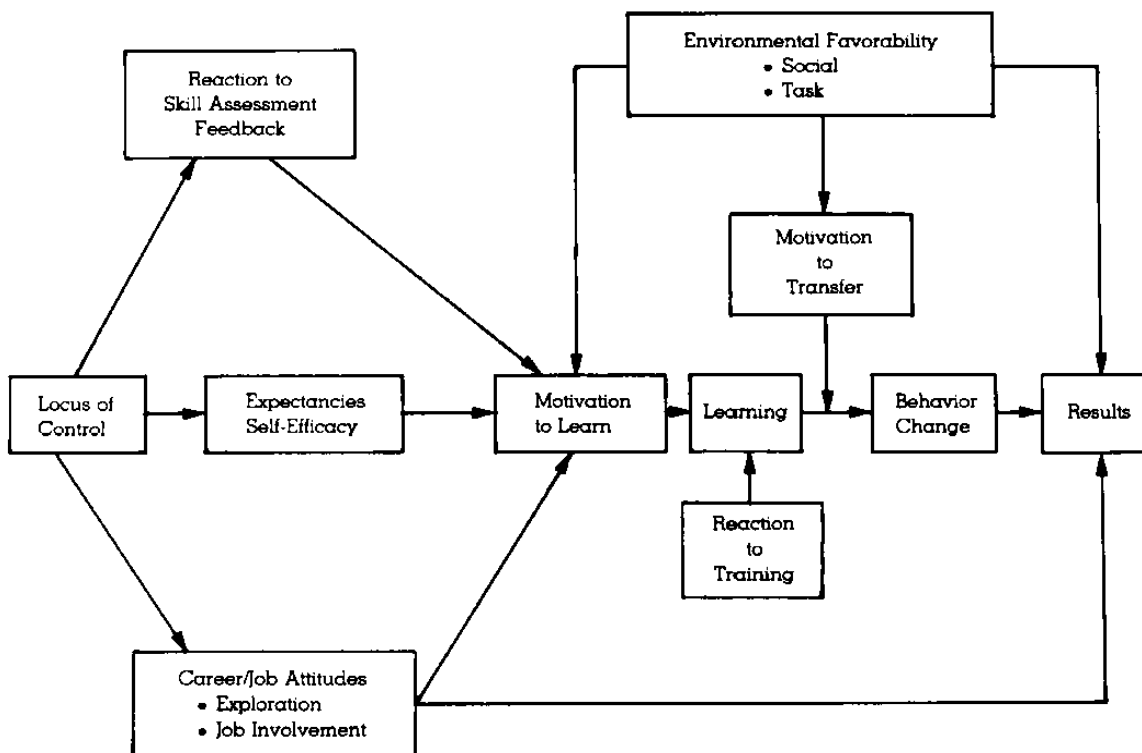 Environmental Favorability
• Social
• Task
Reaction to
Skill Assessment
Feedback
Motivation
to
Transfer
Locus of
Control
Expectancies
Self-Efficacy
Motivation
to Learn
Learning
Behavior
Change
Results
Reaction
to
Training
Career/Job Attitudes
• Exploration
• Job Involvement